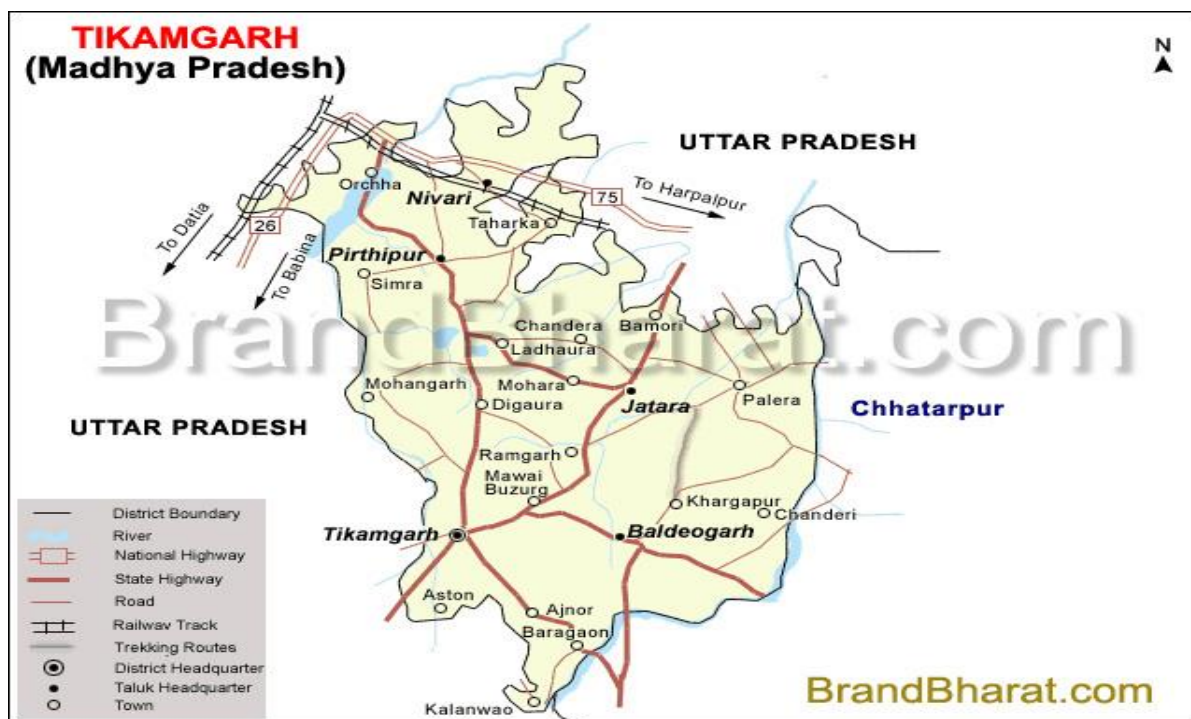 TIKAMGARH
(Madhya Pradesh)
N
UTTAR PRADESH
Orchha
Nivari
75
To Harpalpur
Taharka
26
To Datia
To Babina
Pirthipur
Simra
BrandBharat.com
Chandera
Bamori
Ladhaura
Mohangarh
Mohara
Digaura
Jatara
Palera
Chhatarpur
UTTAR PRADESH
Ramgarh
Mawai
Buzurg
Khargapur
Chanderi
Tikamgarh
Baldeogarh
Aston
Ajnor
Baragaon
Kalanwao
District Boundary
River
National Highway
State Highway
Road
Railway Track
Trekking Routes
District Headquarter
Taluk Headquarter
Town
BrandBharat.com